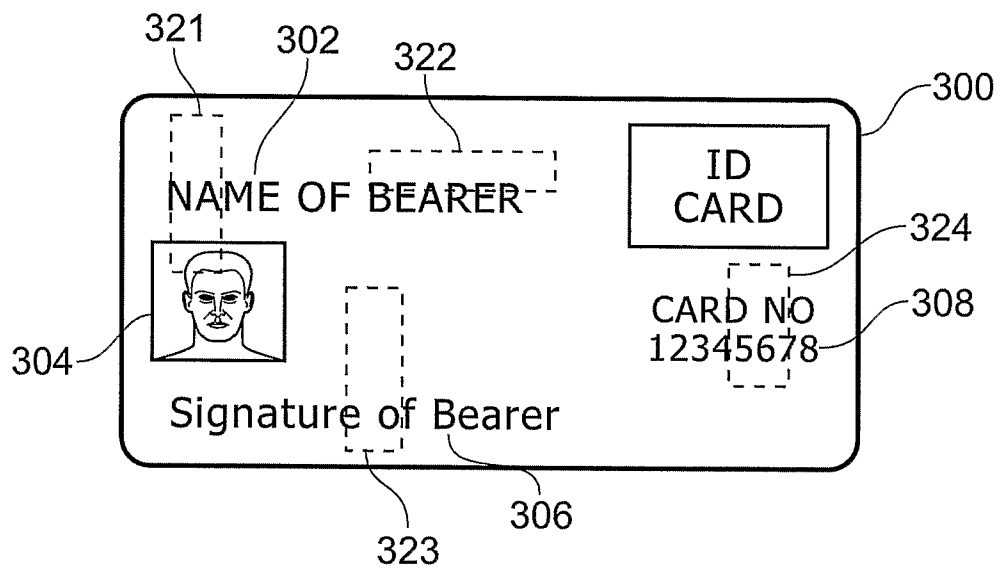 321
302
322
300
ID
CARD
NAME OF BEARER
324
CARD NO
308
12345678
304
Signature of Bearer
306
323